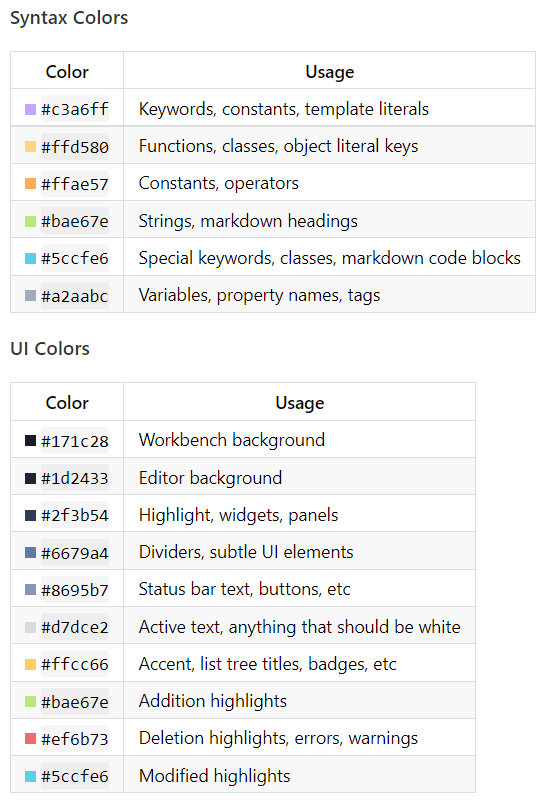 Syntax Colors
Color Usage
#c3a6ff Keywords, constants, template literals
#ffd580 Functions, classes, object literal keys
#ffae57 Constants, operators
#bae67e Strings, markdown headings
#5ccfe6 Special keywords, classes, markdown code blocks
#a2aabc Variables, property names, tags
UI Colors
Color Usage
#171c28 Workbench background
#1d2433 Editor background
#2f3b54 Highlight, widgets, panels
#6679a4 Dividers, subtle UI elements
#8695b7 Status bar text, buttons, etc
#d7dce2 Active text, anything that should be white
#ffcc66 Accent, list tree titles, badges, etc
#bae67e Addition highlights
#ef6b73 Deletion highlights, errors, warnings
#5ccfe6 Modified highlights